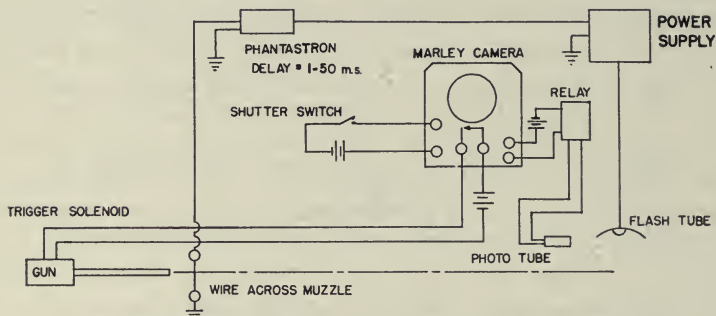 POWER
SUPPLY
PHANTASTRON
DELAY = 1-50 m.s.
MARLEY CAMERA
RELAY
SHUTTER SWITCH
TRIGGER SOLENOID
FLASH TUBE
PHOTO TUBE
GUN
WIRE ACROSS MUZZLE